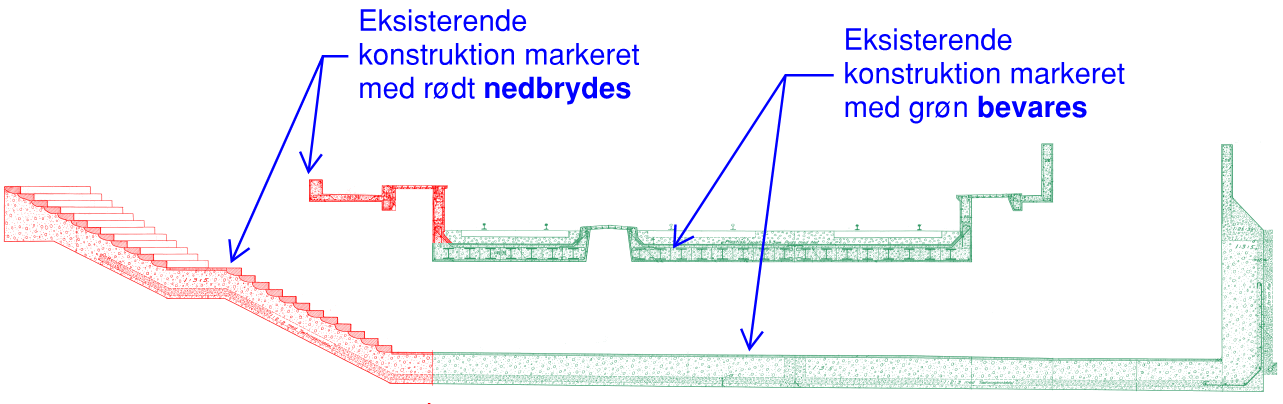 Eksisterende
konstruktion markeret
med rødt nedbrydes
Eksisterende
konstruktion markeret
med grøn bevares